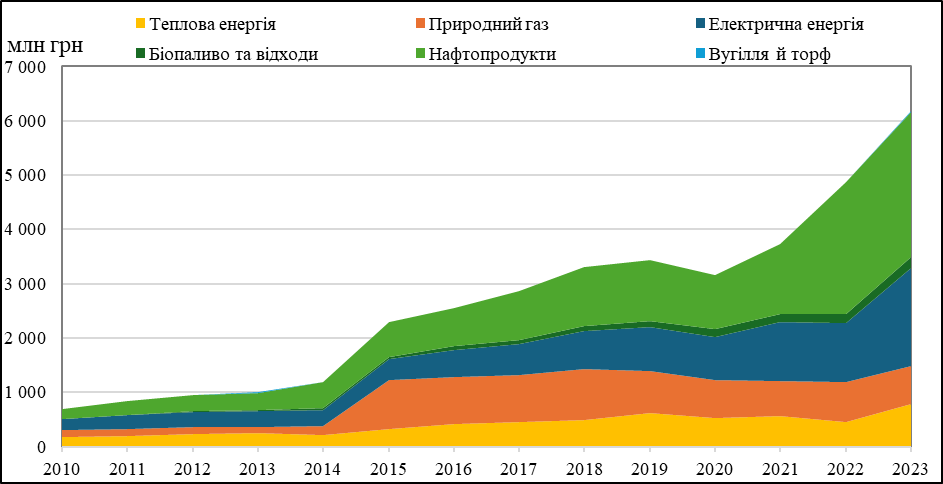 Теплова енергія Природний газ Електрична енергія
Біопаливо та відходи Нафтопродукти Вугілля й торф
млн грн
7 000
6 000
5 000
4 000
3 000
2 000
1 000
0
2010 2011 2012 2013 2014 2015 2016 2017 2018 2019 2020 2021 2022 2023